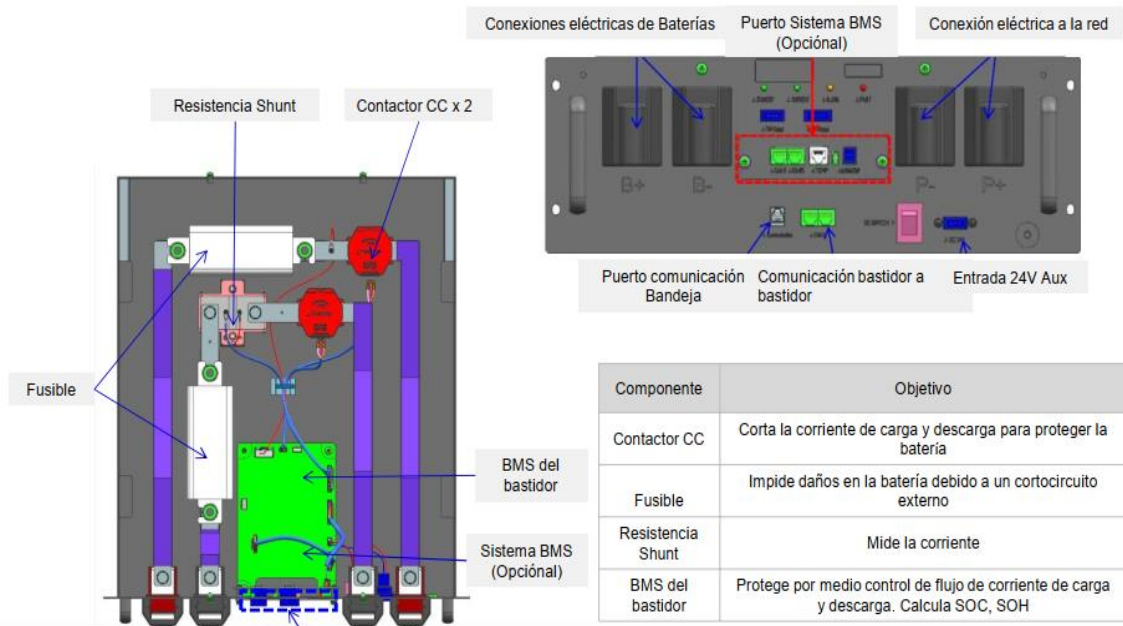 Conexiones eléctricas de Baterías
Puerto Sistema BMS
(Opciónal)
Conexión eléctrica a la red
Resistencia Shunt
Contactor CC x 2
B+
B-
P-
P+
Puerto comunicación
Bandeja
Comunicación bastidor a
bastidor
Entrada 24V Aux
Fusible
BMS del
bastidor
Sistema BMS
(Opciónal)
Componente
Objetivo
Contactor CC
Corta la corriente de carga y descarga para proteger la
batería
Fusible
Impide daños en la batería debido a un cortocircuito
externo
Resistencia
Shunt
Mide la corriente
BMS del
bastidor
Protege por medio control de flujo de corriente de carga
y descarga. Calcula SOC, SOH